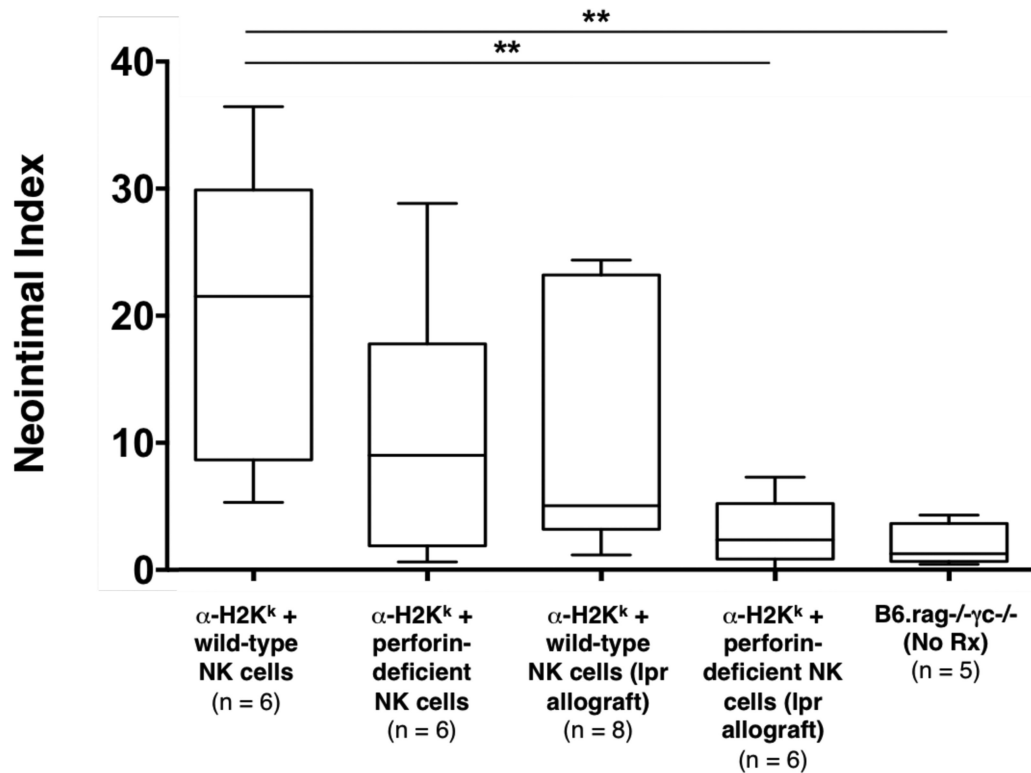 **
**
Neointimal Index
40
30
20
10
0
α-H2Kᵏ +
wild-type
NK cells
(n = 6)
α-H2Kᵏ +
perforin-
deficient
NK cells
(n = 6)
α-H2Kᵏ +
wild-type
NK cells (lpr
allograft)
(n = 8)
α-H2Kᵏ +
perforin-
deficient NK
cells (lpr
allograft)
(n = 6)
B6.rag-/-γc-/-
(No Rx)
(n = 5)